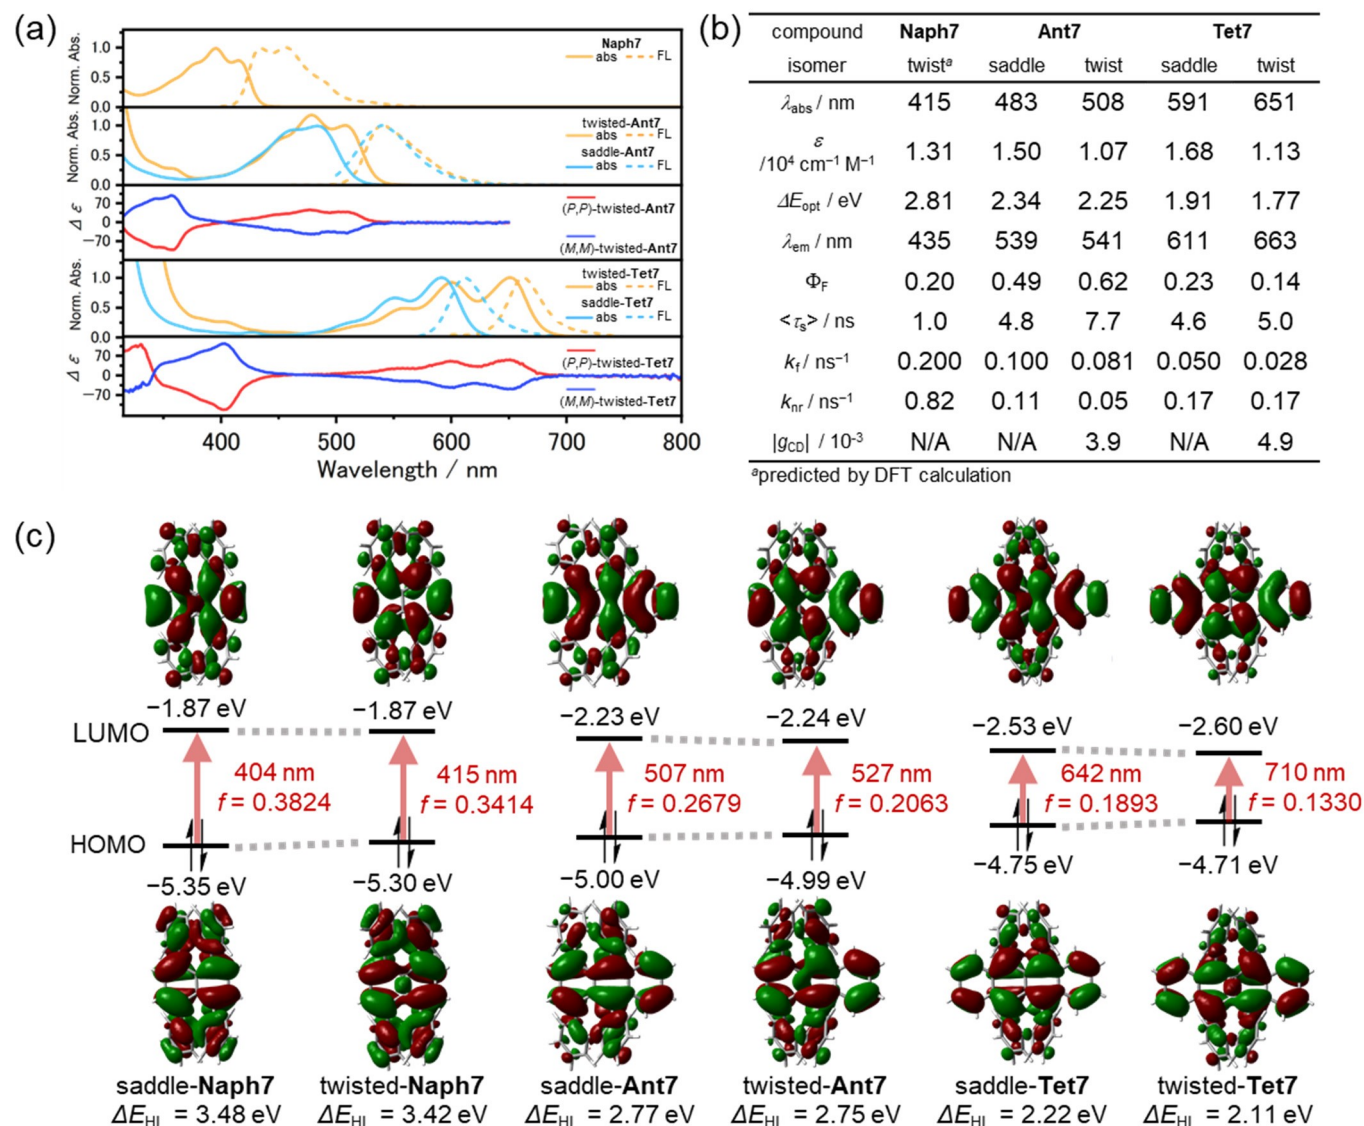 (a)
Norm. Abs.
1.0
0.5
0.0
Naph7
abs FL
Norm. Abs.
1.0
0.5
0.0
twisted-Ant7
abs FL
saddle-Ant7
abs FL
Δ ε
70
0
−70
(P,P)-twisted-Ant7
(M,M)-twisted-Ant7
Norm. Abs.
1.0
0.5
0.0
twisted-Tet7
abs FL
saddle-Tet7
abs FL
Δ ε
70
0
−70
(P,P)-twisted-Tet7
(M,M)-twisted-Tet7
400 500 600 700 800
Wavelength / nm
(b)
compound Naph7 Ant7 Tet7
isomer twistᵃ saddle twist saddle twist
λabs / nm 415 483 508 591 651
ε /10⁴ cm⁻¹ M⁻¹ 1.31 1.50 1.07 1.68 1.13
ΔEopt / eV 2.81 2.34 2.25 1.91 1.77
λem / nm 435 539 541 611 663
ΦF 0.20 0.49 0.62 0.23 0.14
<τs> / ns 1.0 4.8 7.7 4.6 5.0
kf / ns⁻¹ 0.200 0.100 0.081 0.050 0.028
knr / ns⁻¹ 0.82 0.11 0.05 0.17 0.17
|gCD| / 10⁻³ N/A N/A 3.9 N/A 4.9
ᵃpredicted by DFT calculation
(c)
−1.87 eV −1.87 eV −2.23 eV −2.24 eV −2.53 eV −2.60 eV
LUMO
404 nm 415 nm 507 nm 527 nm 642 nm 710 nm
f = 0.3824 f = 0.3414 f = 0.2679 f = 0.2063 f = 0.1893 f = 0.1330
HOMO
−5.35 eV −5.30 eV −5.00 eV −4.99 eV −4.75 eV −4.71 eV
saddle-Naph7 twisted-Naph7 saddle-Ant7 twisted-Ant7 saddle-Tet7 twisted-Tet7
ΔEHL = 3.48 eV ΔEHL = 3.42 eV ΔEHL = 2.77 eV ΔEHL = 2.75 eV ΔEHL = 2.22 eV ΔEHL = 2.11 eV